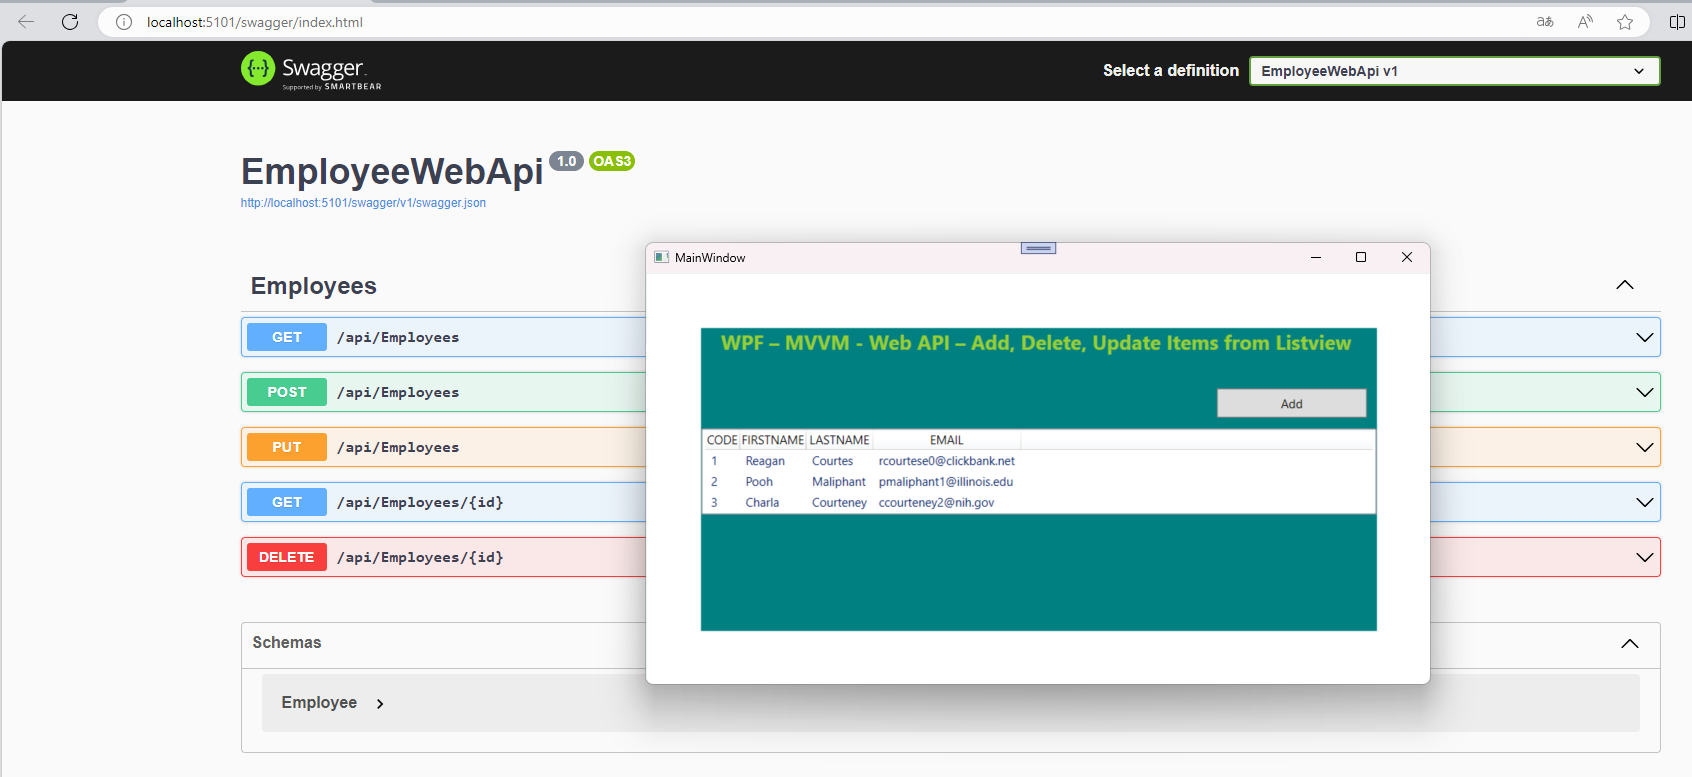 localhost:5101/swagger/index.html
Swagger
Supported by SMARTBEAR
Select a definition
EmployeeWebApi v1
EmployeeWebApi 1.0 OAS3
http://localhost:5101/swagger/v1/swagger.json
Employees
GET /api/Employees
POST /api/Employees
PUT /api/Employees
GET /api/Employees/{id}
DELETE /api/Employees/{id}
Schemas
Employee
MainWindow
WPF – MVVM - Web API – Add, Delete, Update Items from Listview
Add
CODE FIRSTNAME LASTNAME EMAIL
1 Reagan Courtes rcourtese0@clickbank.net
2 Pooh Maliphant pmaliphant1@illinois.edu
3 Charla Courteney ccourteney2@nih.gov